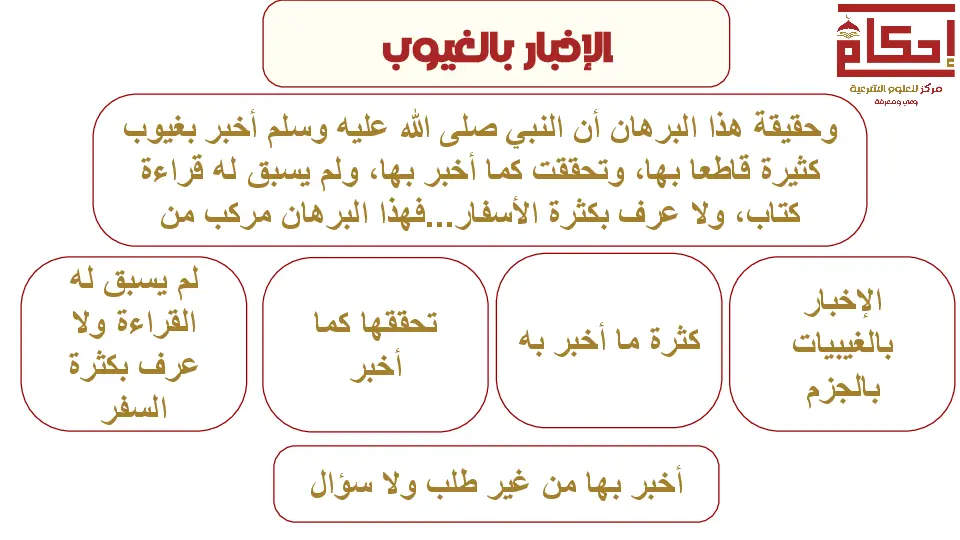 الإخبار بالغيوب
إحكام
مركز للعلوم الشرعية
وعي ومعرفة
وحقيقة هذا البرهان أن النبي صلى الله عليه وسلم أخبر بغيوب
كثيرة قاطعا بها، وتحققت كما أخبر بها، ولم يسبق له قراءة
كتاب، ولا عرف بكثرة الأسفار...فهذا البرهان مركب من
الإخبار
بالغيبيات
بالجزم
كثرة ما أخبر به
تحققها كما
أخبر
لم يسبق له
القراءة ولا
عرف بكثرة
السفر
أخبر بها من غير طلب ولا سؤال